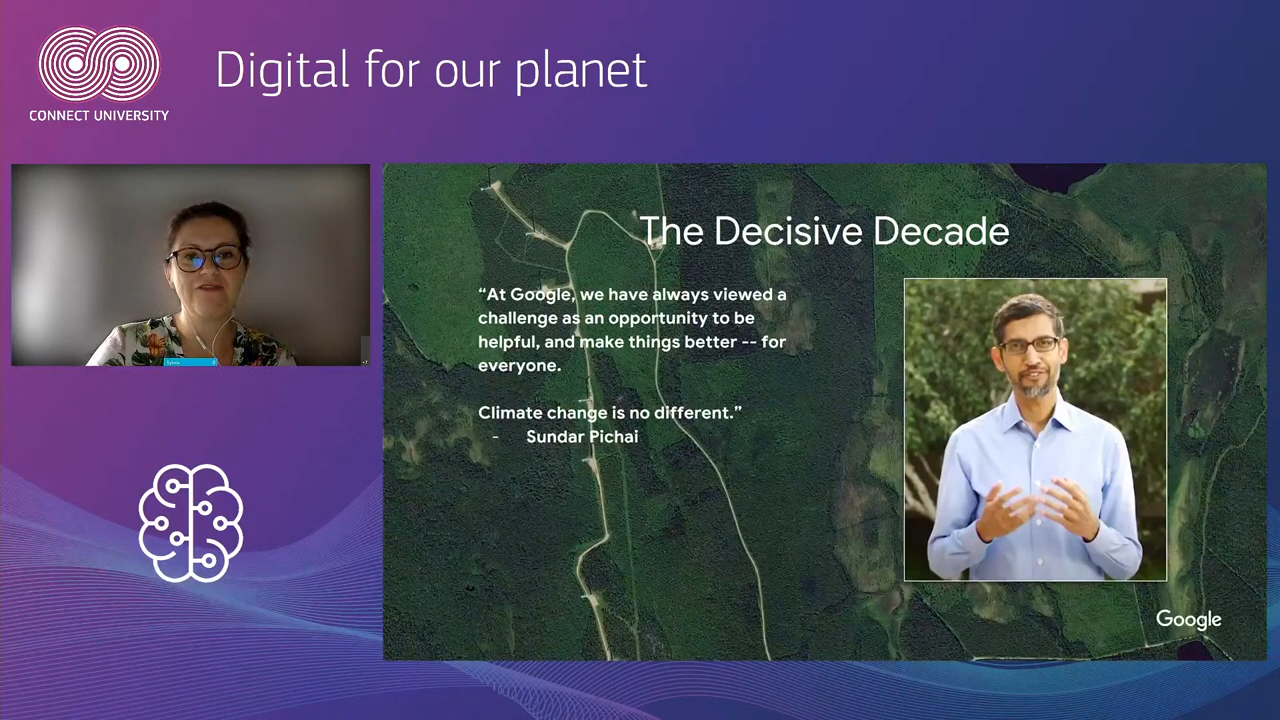 Digital for our planet
CONNECT UNIVERSITY
The Decisive Decade
“At Google, we have always viewed a
challenge as an opportunity to be
helpful, and make things better -- for
everyone.
Climate change is no different.”
- Sundar Pichai
Google